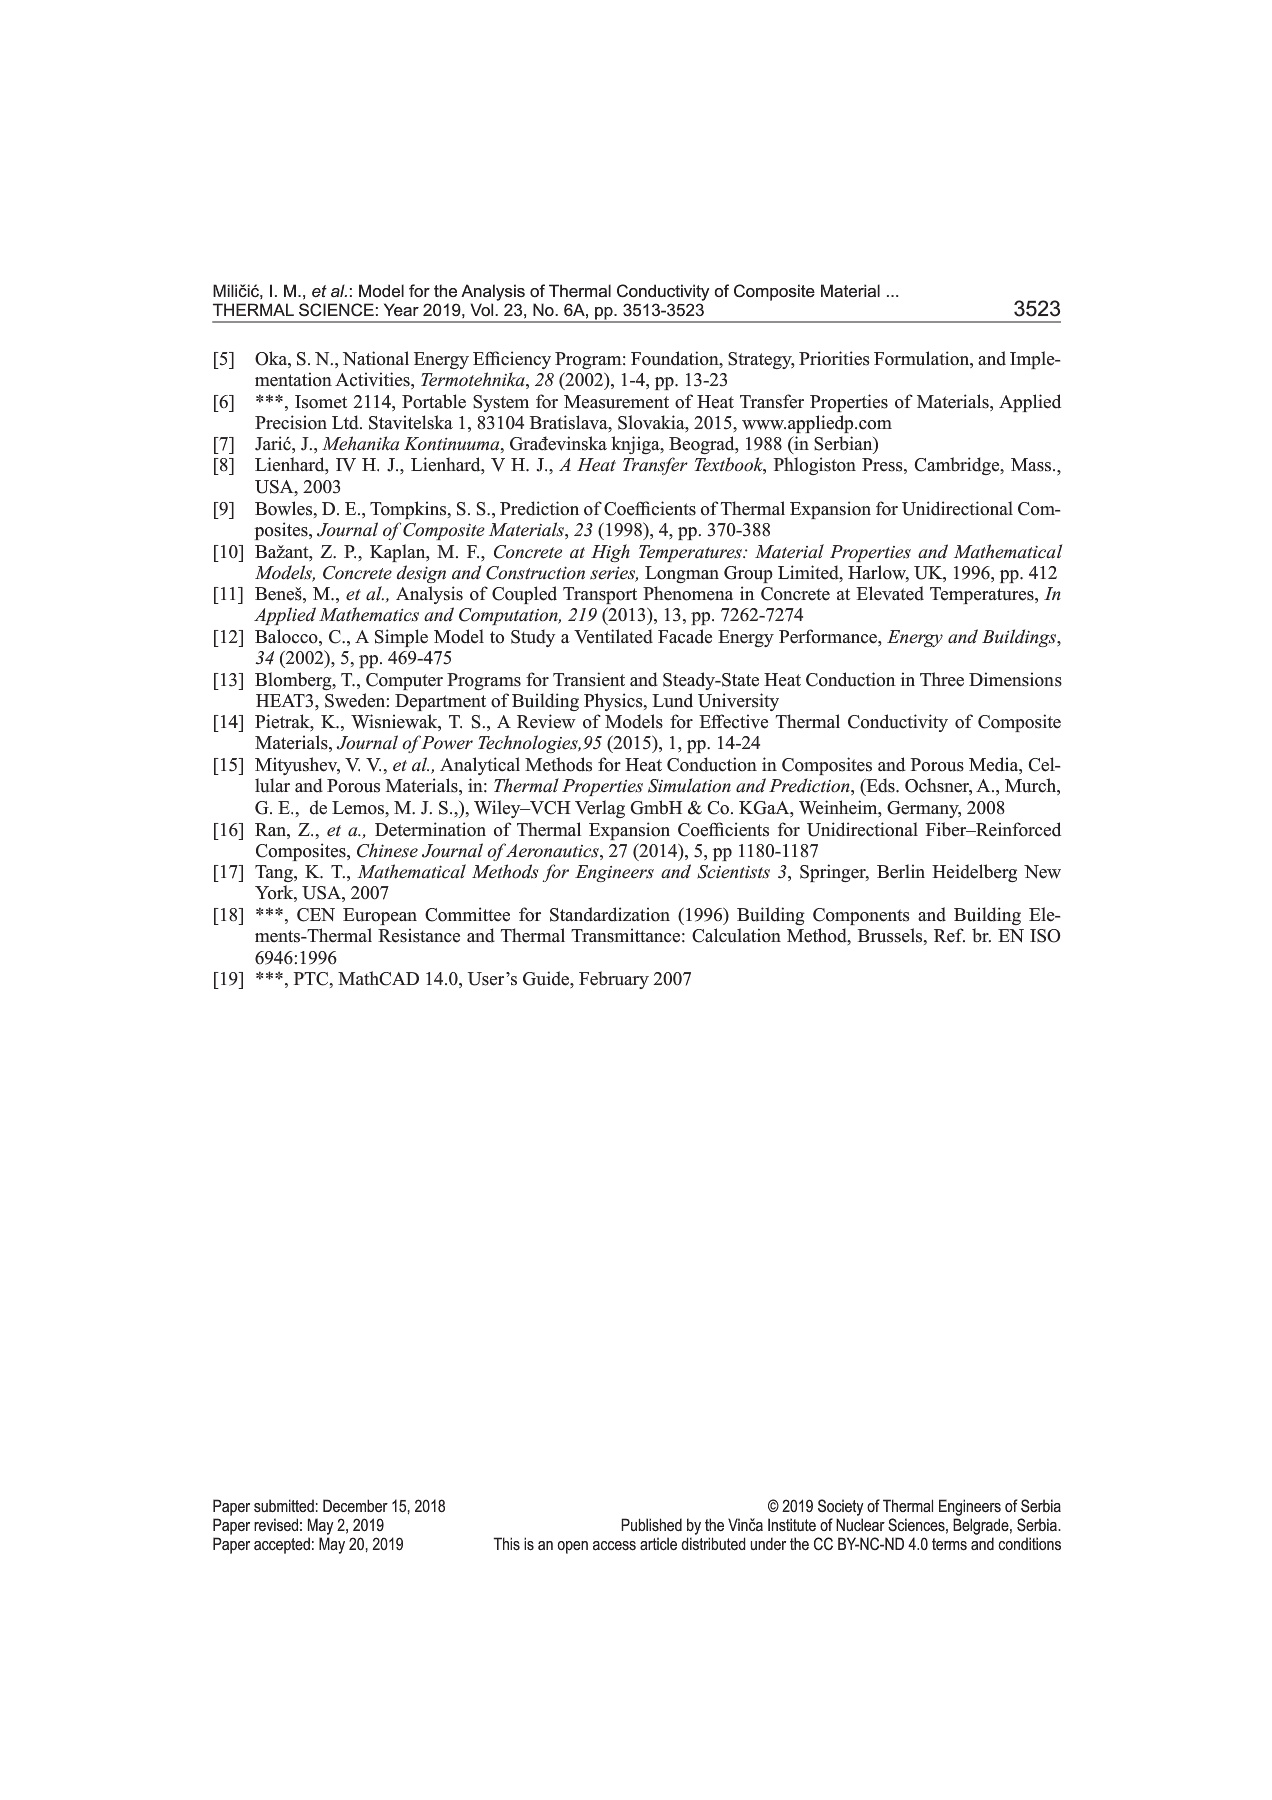 Miličić, I. M., et al.: Model for the Analysis of Thermal Conductivity of Composite Material ...
THERMAL SCIENCE: Year 2019, Vol. 23, No. 6A, pp. 3513-3523 3523
[5] Oka, S. N., National Energy Efficiency Program: Foundation, Strategy, Priorities Formulation, and Imple-
mentation Activities, Termotehnika, 28 (2002), 1-4, pp. 13-23
[6] ***, Isomet 2114, Portable System for Measurement of Heat Transfer Properties of Materials, Applied
Precision Ltd. Stavitelska 1, 83104 Bratislava, Slovakia, 2015, www.appliedp.com
[7] Jarić, J., Mehanika Kontinuuma, Građevinska knjiga, Beograd, 1988 (in Serbian)
[8] Lienhard, IV H. J., Lienhard, V H. J., A Heat Transfer Textbook, Phlogiston Press, Cambridge, Mass.,
USA, 2003
[9] Bowles, D. E., Tompkins, S. S., Prediction of Coefficients of Thermal Expansion for Unidirectional Com-
posites, Journal of Composite Materials, 23 (1998), 4, pp. 370-388
[10] Bažant, Z. P., Kaplan, M. F., Concrete at High Temperatures: Material Properties and Mathematical
Models, Concrete design and Construction series, Longman Group Limited, Harlow, UK, 1996, pp. 412
[11] Beneš, M., et al., Analysis of Coupled Transport Phenomena in Concrete at Elevated Temperatures, In
Applied Mathematics and Computation, 219 (2013), 13, pp. 7262-7274
[12] Balocco, C., A Simple Model to Study a Ventilated Facade Energy Performance, Energy and Buildings,
34 (2002), 5, pp. 469-475
[13] Blomberg, T., Computer Programs for Transient and Steady-State Heat Conduction in Three Dimensions
HEAT3, Sweden: Department of Building Physics, Lund University
[14] Pietrak, K., Wisniewak, T. S., A Review of Models for Effective Thermal Conductivity of Composite
Materials, Journal of Power Technologies,95 (2015), 1, pp. 14-24
[15] Mityushev, V. V., et al., Analytical Methods for Heat Conduction in Composites and Porous Media, Cel-
lular and Porous Materials, in: Thermal Properties Simulation and Prediction, (Eds. Ochsner, A., Murch,
G. E., de Lemos, M. J. S.,), Wiley–VCH Verlag GmbH & Co. KGaA, Weinheim, Germany, 2008
[16] Ran, Z., et a., Determination of Thermal Expansion Coefficients for Unidirectional Fiber–Reinforced
Composites, Chinese Journal of Aeronautics, 27 (2014), 5, pp 1180-1187
[17] Tang, K. T., Mathematical Methods for Engineers and Scientists 3, Springer, Berlin Heidelberg New
York, USA, 2007
[18] ***, CEN European Committee for Standardization (1996) Building Components and Building Ele-
ments-Thermal Resistance and Thermal Transmittance: Calculation Method, Brussels, Ref. br. EN ISO
6946:1996
[19] ***, PTC, MathCAD 14.0, User’s Guide, February 2007
Paper submitted: December 15, 2018 © 2019 Society of Thermal Engineers of Serbia
Paper revised: May 2, 2019 Published by the Vinča Institute of Nuclear Sciences, Belgrade, Serbia.
Paper accepted: May 20, 2019 This is an open access article distributed under the CC BY-NC-ND 4.0 terms and conditions